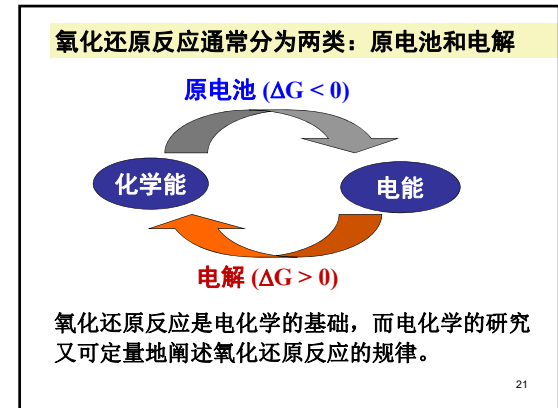 氧化还原反应通常分为两类：原电池和电解
原电池 (ΔG < 0)
化学能
电能
电解 (ΔG > 0)
氧化还原反应是电化学的基础，而电化学的研究
又可定量地阐述氧化还原反应的规律。
21